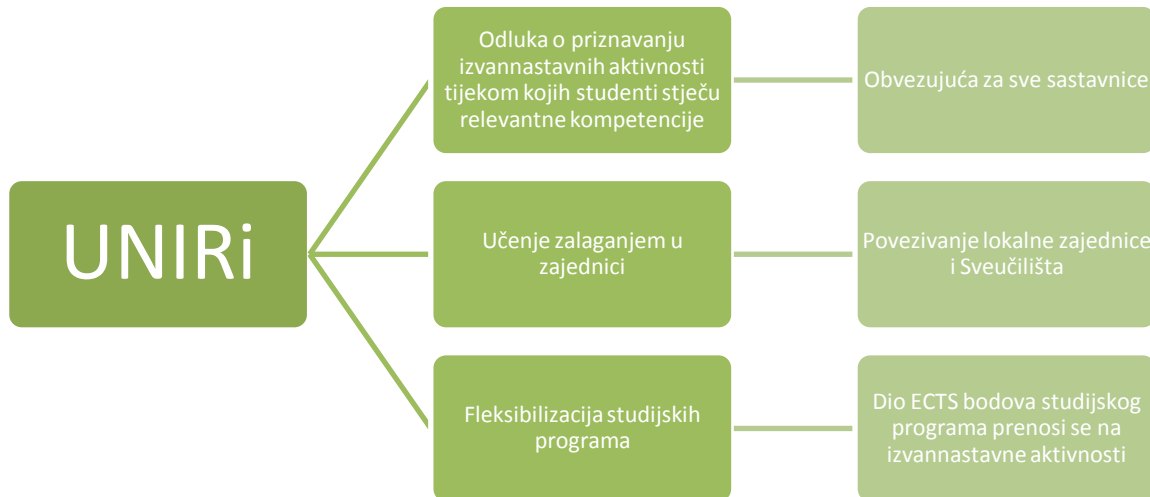 UNIRi
Odluka o priznavanju
izvannastavnih aktivnosti
tijekom kojih studenti stječu
relevantne kompetencije
Obvezujuća za sve sastavnice
Učenje zalaganjem u
zajednici
Povezivanje lokalne zajednice
i Sveučilišta
Fleksibilizacija studijskih
programa
Dio ECTS bodova studijskog
programa prenosi se na
izvannastavne aktivnosti